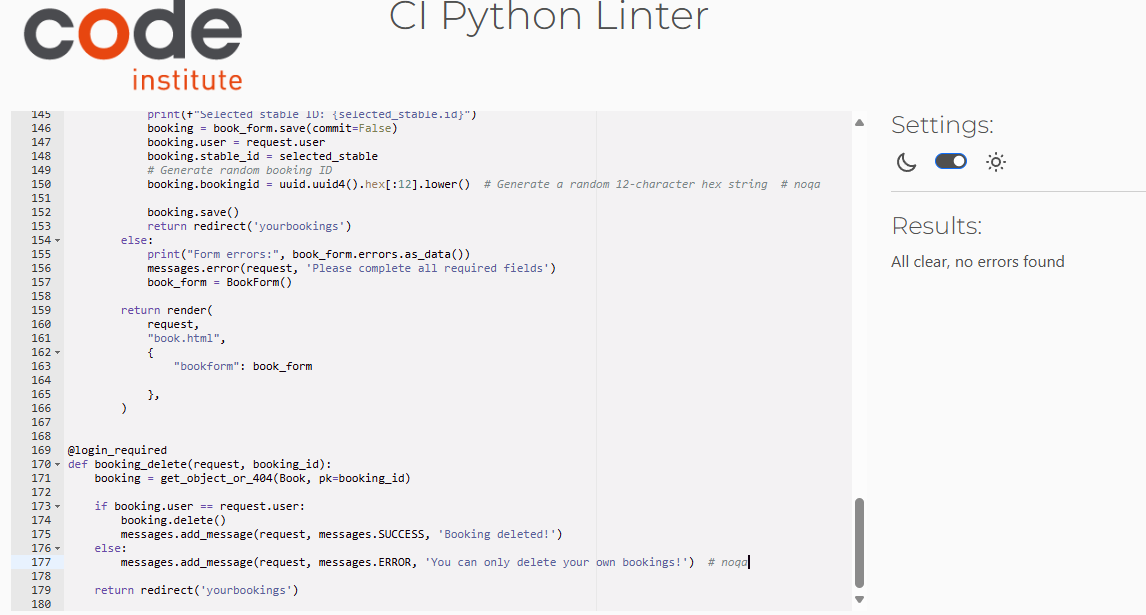 code
institute
CI Python Linter
145 print(f"Selected stable ID: {selected_stable.id}")
146 booking = book_form.save(commit=False)
147 booking.user = request.user
148 booking.stable_id = selected_stable
149 # Generate random booking ID
150 booking.bookingid = uuid.uuid4().hex[:12].lower()  # Generate a random 12-character hex string  # noqa
151
152 booking.save()
153 return redirect('yourbookings')
154 else:
155 print("Form errors:", book_form.errors.as_data())
156 messages.error(request, 'Please complete all required fields')
157 book_form = BookForm()
158
159 return render(
160 request,
161 "book.html",
162 {
163 "bookform": book_form
164
165 },
166 )
167
168
169 @login_required
170 def booking_delete(request, booking_id):
171 booking = get_object_or_404(Book, pk=booking_id)
172
173 if booking.user == request.user:
174 booking.delete()
175 messages.add_message(request, messages.SUCCESS, 'Booking deleted!')
176 else:
177 messages.add_message(request, messages.ERROR, 'You can only delete your own bookings!')  # noqa
178
179 return redirect('yourbookings')
180
Settings:
Results:
All clear, no errors found